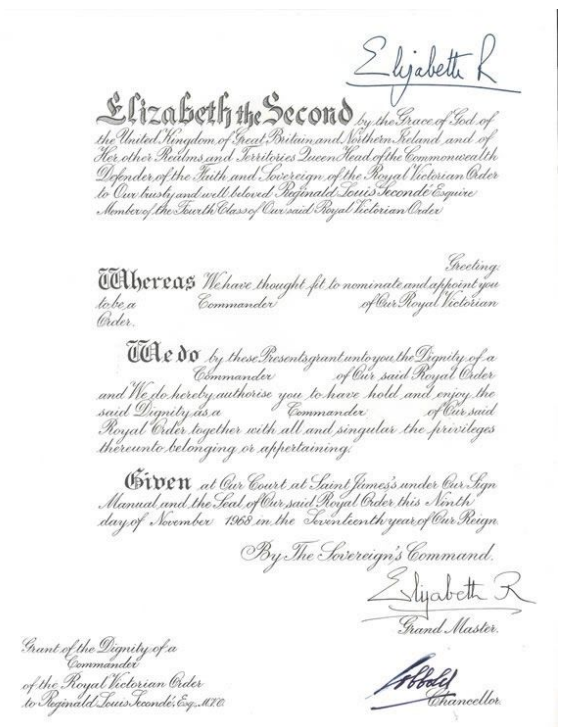 Elizabeth R
Elizabeth the Second by the Grace of God of
the United Kingdom of Great Britain and Northern Ireland and of
Her other Realms and Territories Queen Head of the Commonwealth
Defender of the Faith and Sovereign of the Royal Victorian Order
to Our trusty and well beloved Reginald Louis Secondé Esquire
Member of the Fourth Class of Our said Royal Victorian Order
Greeting:
Whereas We have thought fit to nominate and appoint you
to be a Commander of Our Royal Victorian
Order.
We do by these Presents grant unto you the Dignity of a
Commander of Our said Royal Order
and We do hereby authorise you to have hold and enjoy the
said Dignity as a Commander of Our said
Royal Order together with all and singular the privileges
thereunto belonging or appertaining.
Given at Our Court at Saint James's under Our Sign
Manual and the Seal of Our said Royal Order this Ninth
day of November 1968 in the Seventeenth year of Our Reign
By The Sovereign's Command.
Elizabeth R
Grand Master.
Cobbold
Chancellor.
Grant of the Dignity of a
Commander
of the Royal Victorian Order
to Reginald Louis Secondé, Esq., M.V.O.